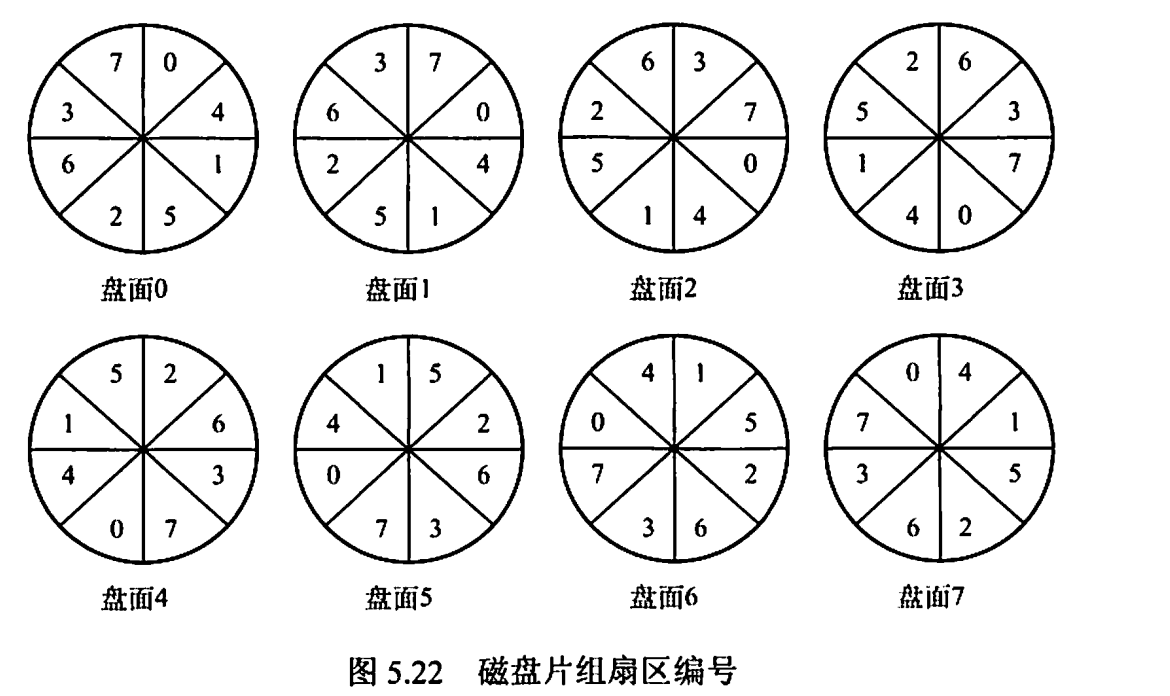 7 0 3 7 6 3 2 6
3 4 6 0 2 7 5 3
6 1 2 4 5 0 1 7
2 5 5 1 1 4 4 0
盘面0 盘面1 盘面2 盘面3
5 2 1 5 4 1 0 4
1 6 4 2 0 5 7 1
4 3 0 6 7 2 3 5
0 7 7 3 3 6 6 2
盘面4 盘面5 盘面6 盘面7
图 5.22 磁盘片组扇区编号